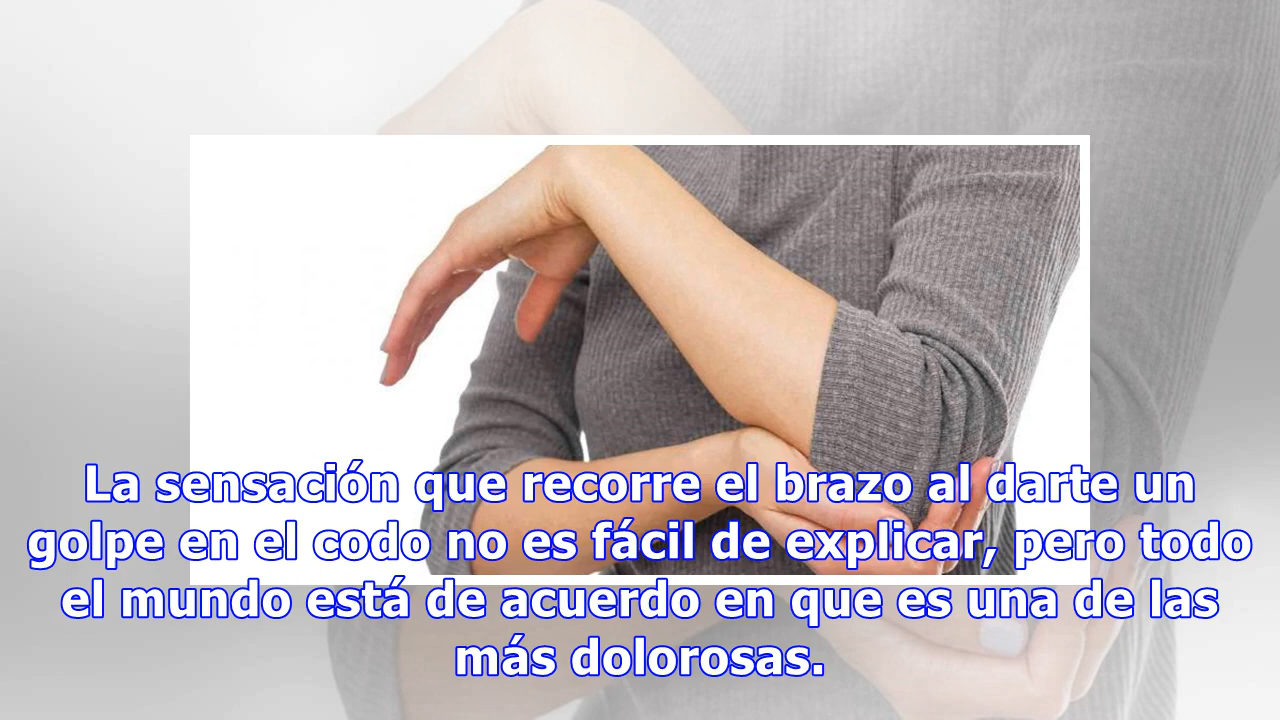 La sensación que recorre el brazo al darte un
golpe en el codo no es fácil de explicar, pero todo
el mundo está de acuerdo en que es una de las
más dolorosas.